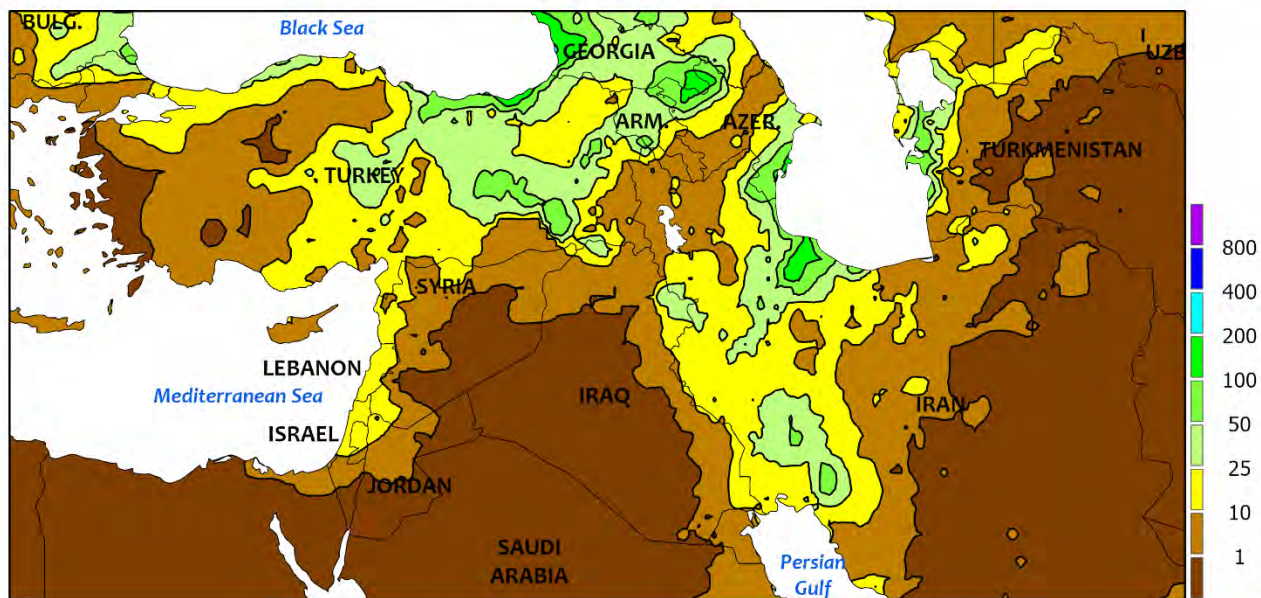 BULG.
Black Sea
GEORGIA
I
UZB
ARM.
AZER.
TURKMENISTAN
TURKEY
SYRIA
LEBANON
Mediterranean Sea
ISRAEL
IRAQ
IRAN
JORDAN
SAUDI
ARABIA
Persian
Gulf
800
400
200
100
50
25
10
1